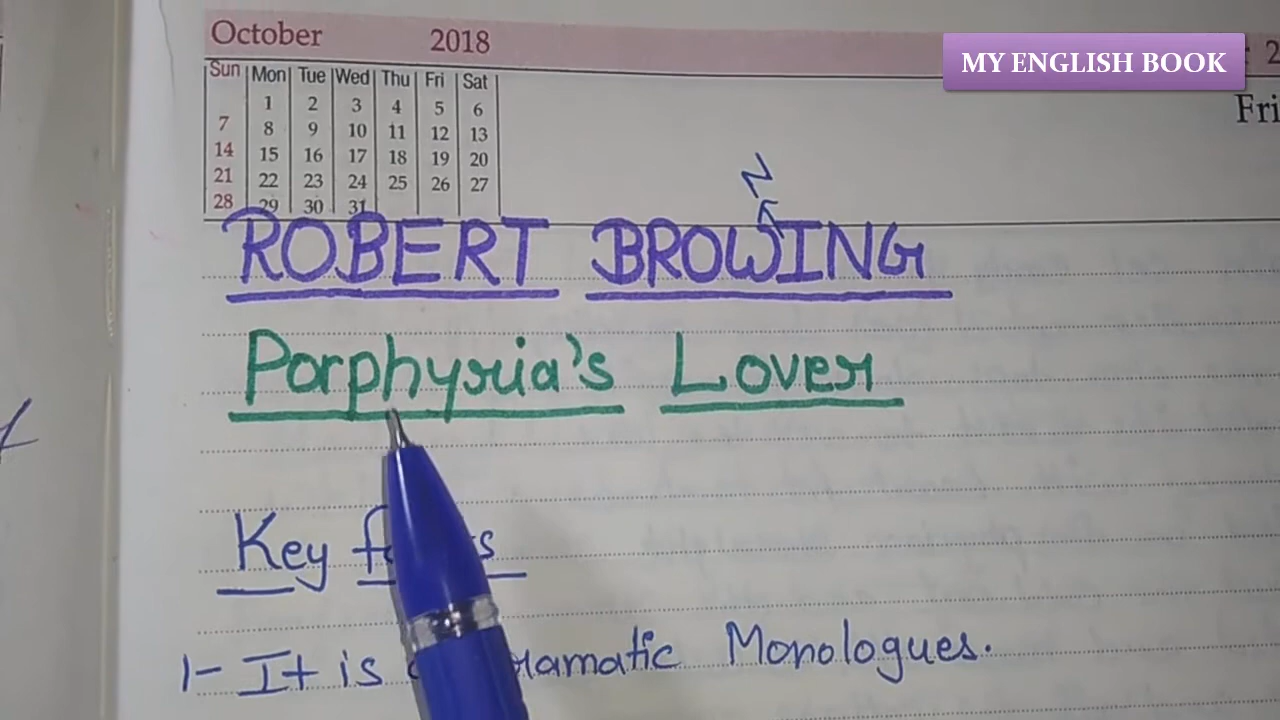 October 2018
MY ENGLISH BOOK
Sun Mon Tue Wed Thu Fri Sat
1 2 3 4 5 6
7 8 9 10 11 12 13
14 15 16 17 18 19 20
21 22 23 24 25 26 27
28 29 30 31
Fri
N
ROBERT BROWING
Porphyria's Lover
Key
1- It is Dramatic Monologues.